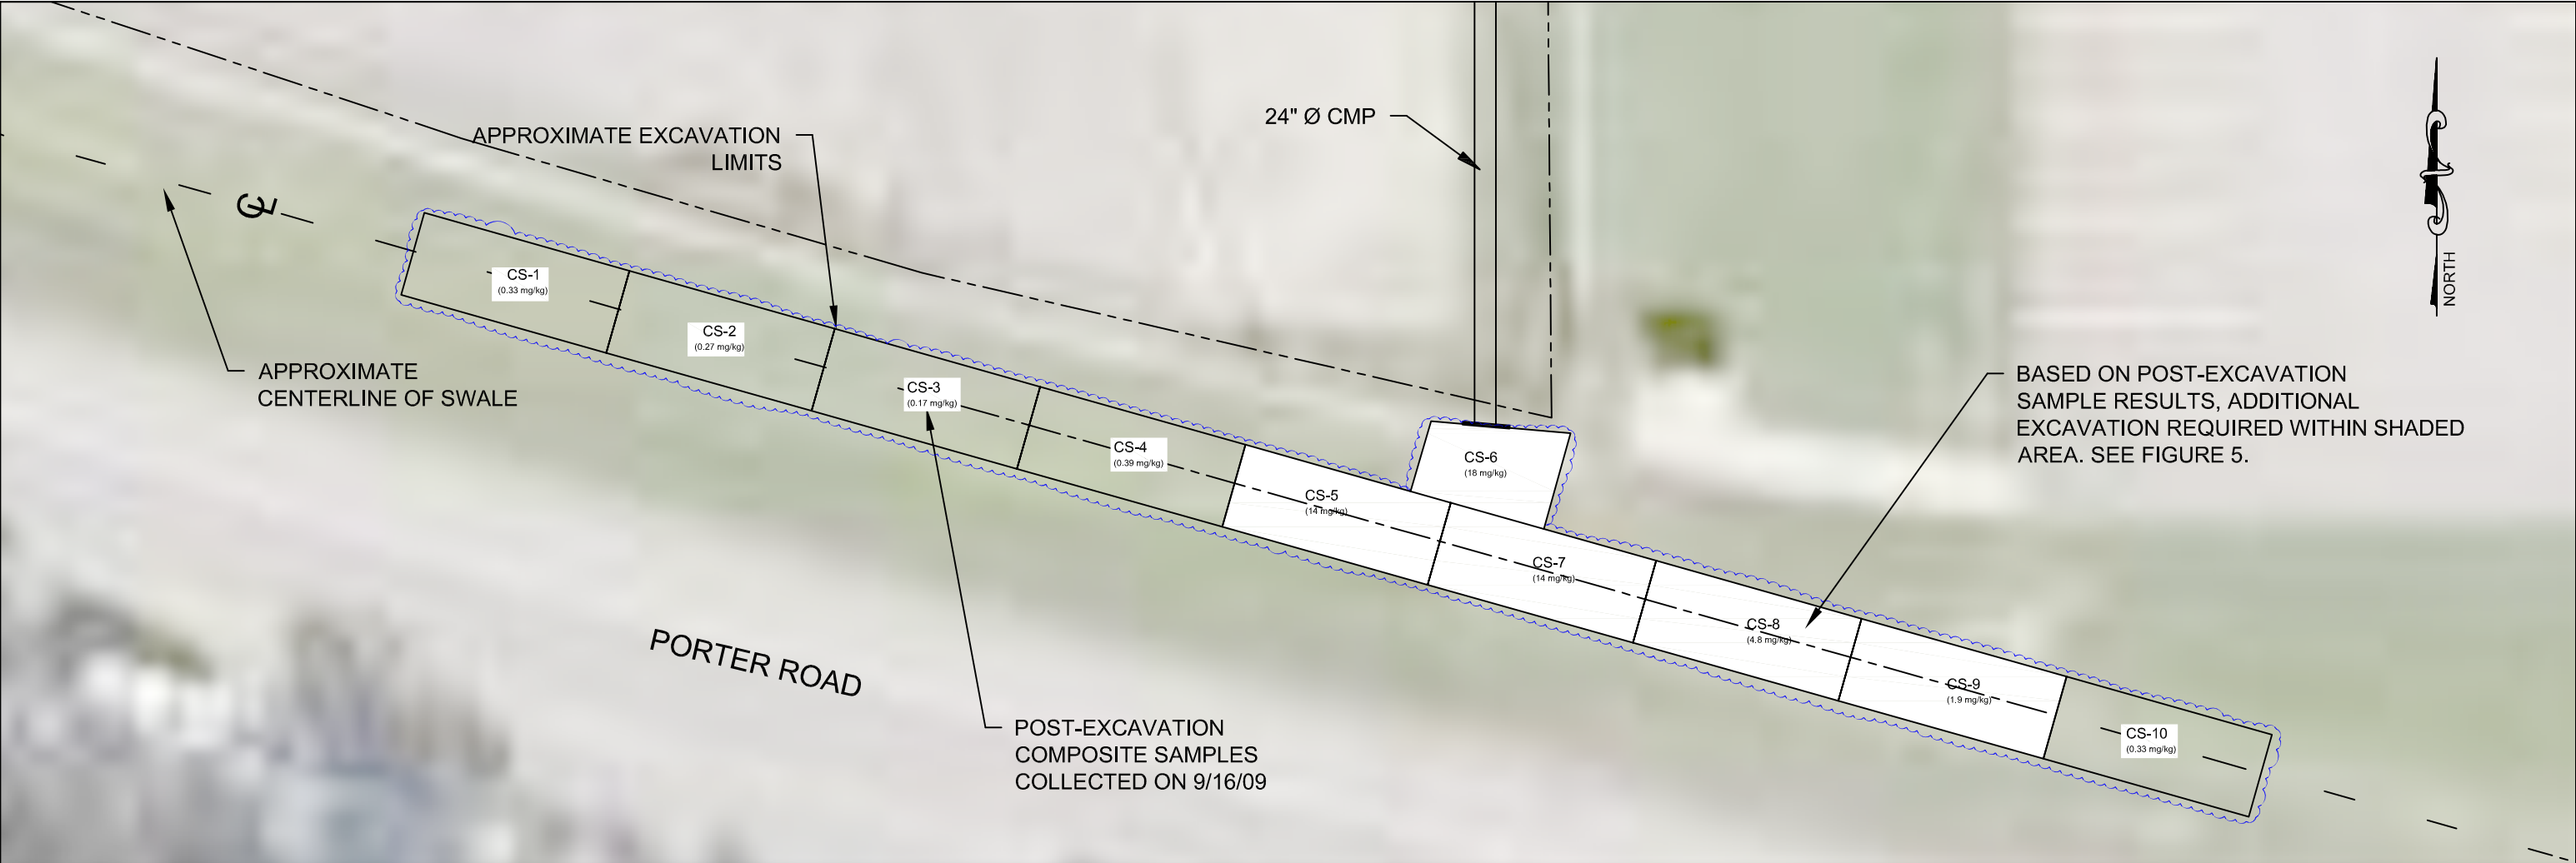 APPROXIMATE EXCAVATION
LIMITS
24" Ø CMP
NORTH
CS-1
(0.33 mg/kg)
CS-2
(0.27 mg/kg)
CS-3
(0.17 mg/kg)
CS-4
(0.39 mg/kg)
CS-5
(14 mg/kg)
CS-6
(18 mg/kg)
CS-7
(14 mg/kg)
CS-8
(4.8 mg/kg)
CS-9
(1.9 mg/kg)
CS-10
(0.33 mg/kg)
APPROXIMATE
CENTERLINE OF SWALE
BASED ON POST-EXCAVATION
SAMPLE RESULTS, ADDITIONAL
EXCAVATION REQUIRED WITHIN SHADED
AREA. SEE FIGURE 5.
PORTER ROAD
POST-EXCAVATION
COMPOSITE SAMPLES
COLLECTED ON 9/16/09